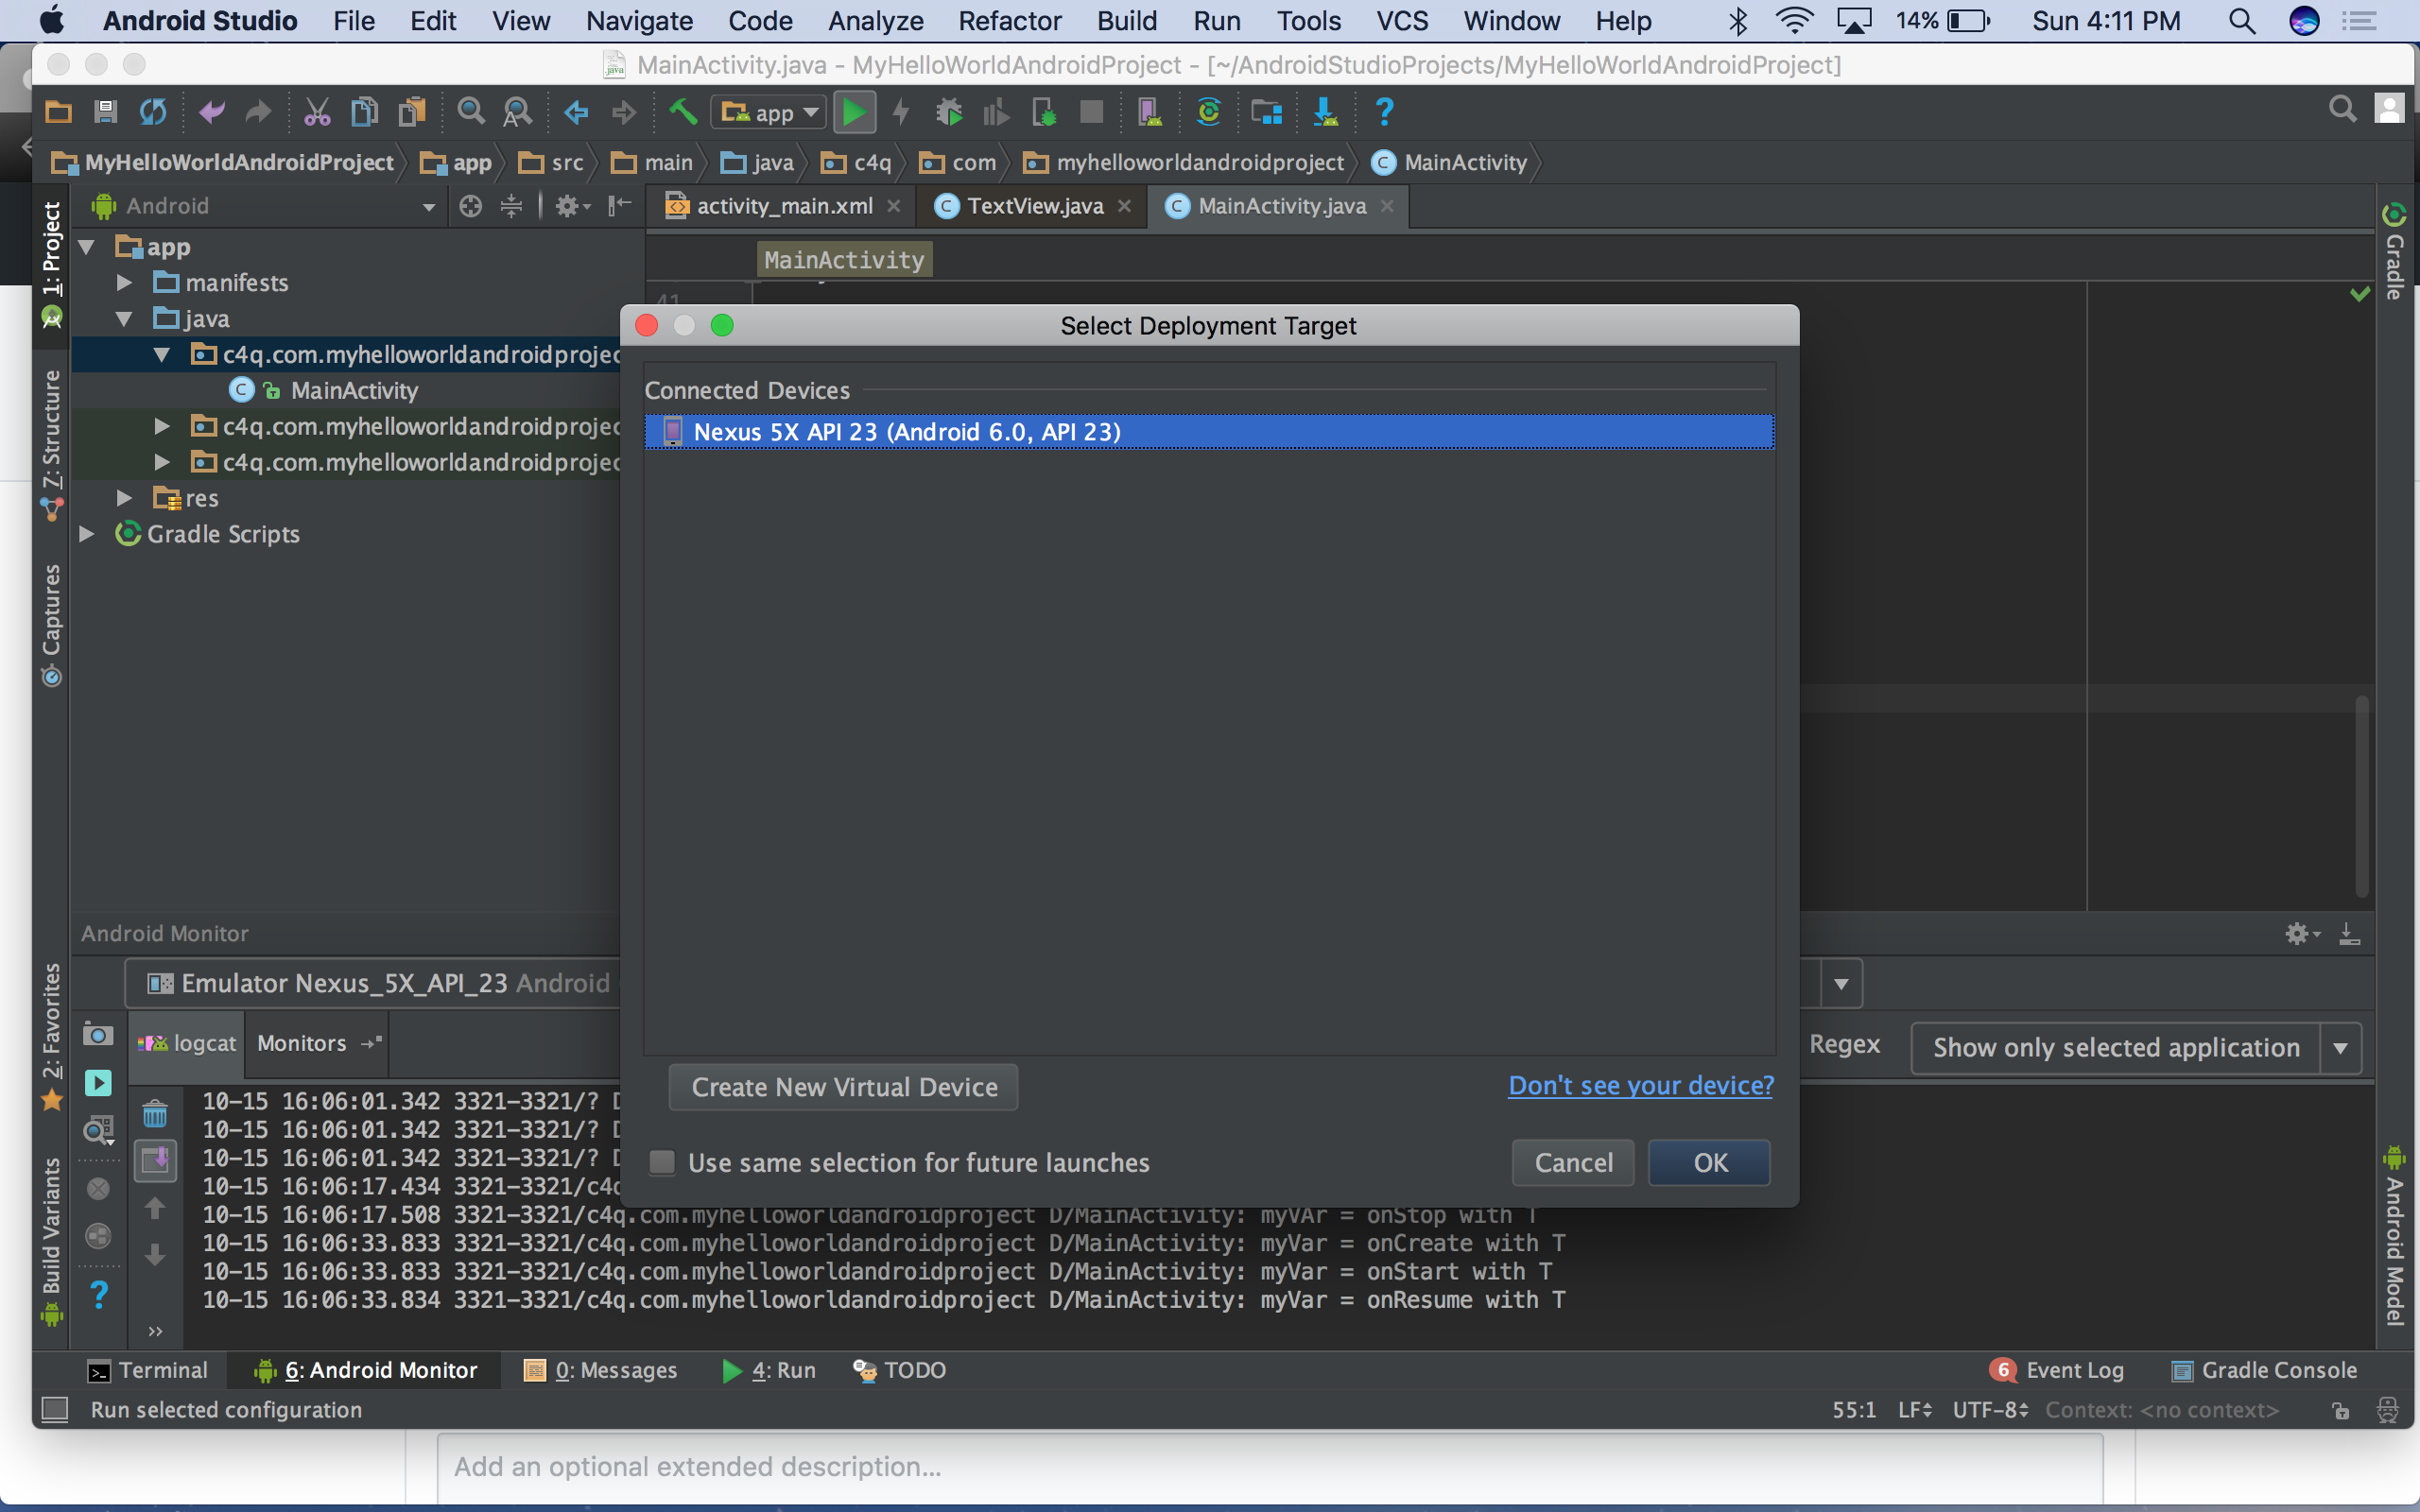 Android Studio File Edit View Navigate Code Analyze Refactor Build Run Tools VCS Window Help 14% Sun 4:11 PM
MainActivity.java - MyHelloWorldAndroidProject - [~/AndroidStudioProjects/MyHelloWorldAndroidProject]
app
MyHelloWorldAndroidProject app src main java c4q com myhelloworldandroidproject MainActivity
Android
activity_main.xml TextView.java MainActivity.java
1: Project
Z: Structure
Captures
2: Favorites
Build Variants
app
manifests
java
c4q.com.myhelloworldandroidprojec
MainActivity
c4q.com.myhelloworldandroidprojec
c4q.com.myhelloworldandroidprojec
res
Gradle Scripts
MainActivity
41
Select Deployment Target
Connected Devices
Nexus 5X API 23 (Android 6.0, API 23)
Create New Virtual Device
Don't see your device?
Use same selection for future launches
Cancel OK
Gradle
Android Model
Android Monitor
Emulator Nexus_5X_API_23 Android
logcat Monitors
Regex Show only selected application
10-15 16:06:01.342 3321-3321/? D
10-15 16:06:01.342 3321-3321/? D
10-15 16:06:01.342 3321-3321/? D
10-15 16:06:17.434 3321-3321/c4q
10-15 16:06:17.508 3321-3321/c4q.com.myhelloworldandroidproject D/MainActivity: myVAr = onStop with T
10-15 16:06:33.833 3321-3321/c4q.com.myhelloworldandroidproject D/MainActivity: myVar = onCreate with T
10-15 16:06:33.833 3321-3321/c4q.com.myhelloworldandroidproject D/MainActivity: myVar = onStart with T
10-15 16:06:33.834 3321-3321/c4q.com.myhelloworldandroidproject D/MainActivity: myVar = onResume with T
Terminal 6: Android Monitor 0: Messages 4: Run TODO 6 Event Log Gradle Console
Run selected configuration 55:1 LF UTF-8 Context: <no context>
Add an optional extended description...